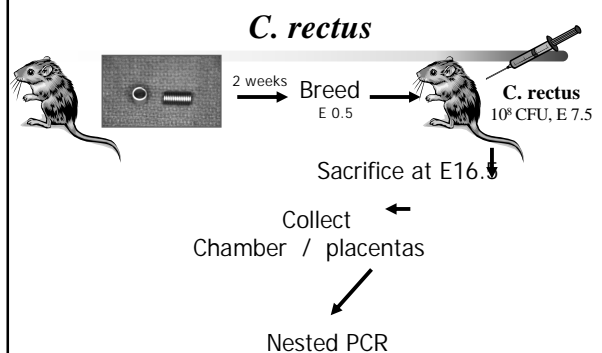 C. rectus
2 weeks
Breed
E 0.5
C. rectus
10⁸ CFU, E 7.5
Sacrifice at E16.5
Collect
Chamber / placentas
Nested PCR